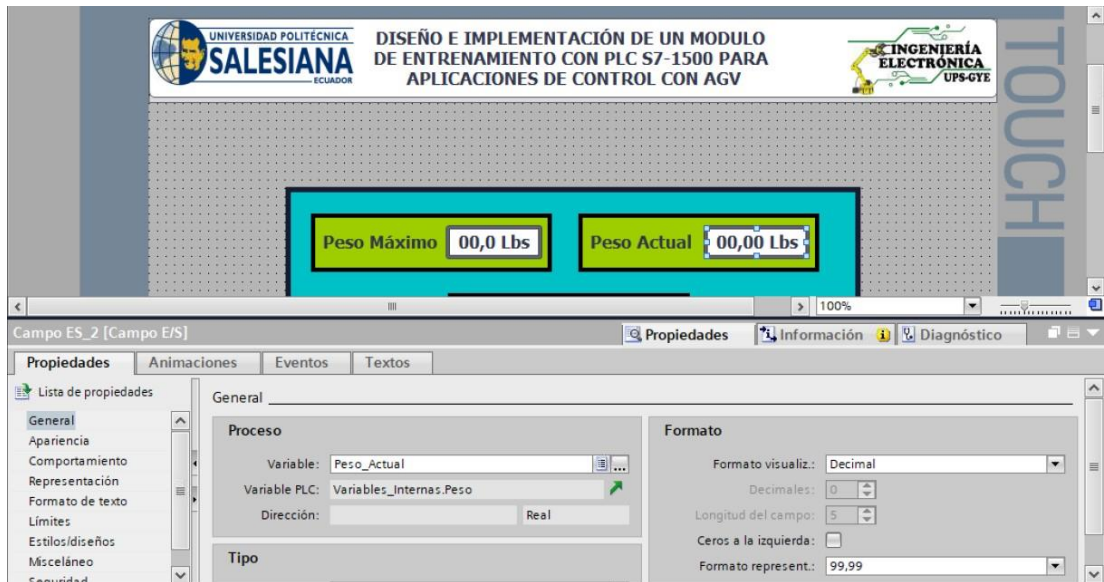 UNIVERSIDAD POLITÉCNICA
SALESIANA
ECUADOR
DISEÑO E IMPLEMENTACIÓN DE UN MODULO
DE ENTRENAMIENTO CON PLC S7-1500 PARA
APLICACIONES DE CONTROL CON AGV
INGENIERÍA
ELECTRÓNICA
UPS-GYE
TOUCH
Peso Máximo 00,0 Lbs
Peso Actual 00,00 Lbs
100%
Campo ES_2 [Campo E/S]
Propiedades
Información
Diagnóstico
Propiedades
Animaciones
Eventos
Textos
Lista de propiedades
General
Apariencia
Comportamiento
Representación
Formato de texto
Límites
Estilos/diseños
Misceláneo
Seguridad
General
Proceso
Variable: Peso_Actual
...
Variable PLC: Variables_Internas.Peso
Dirección:
Real
Tipo
Formato
Formato visualiz.: Decimal
Decimales: 0
Longitud del campo: 5
Ceros a la izquierda:
Formato represent.: 99,99